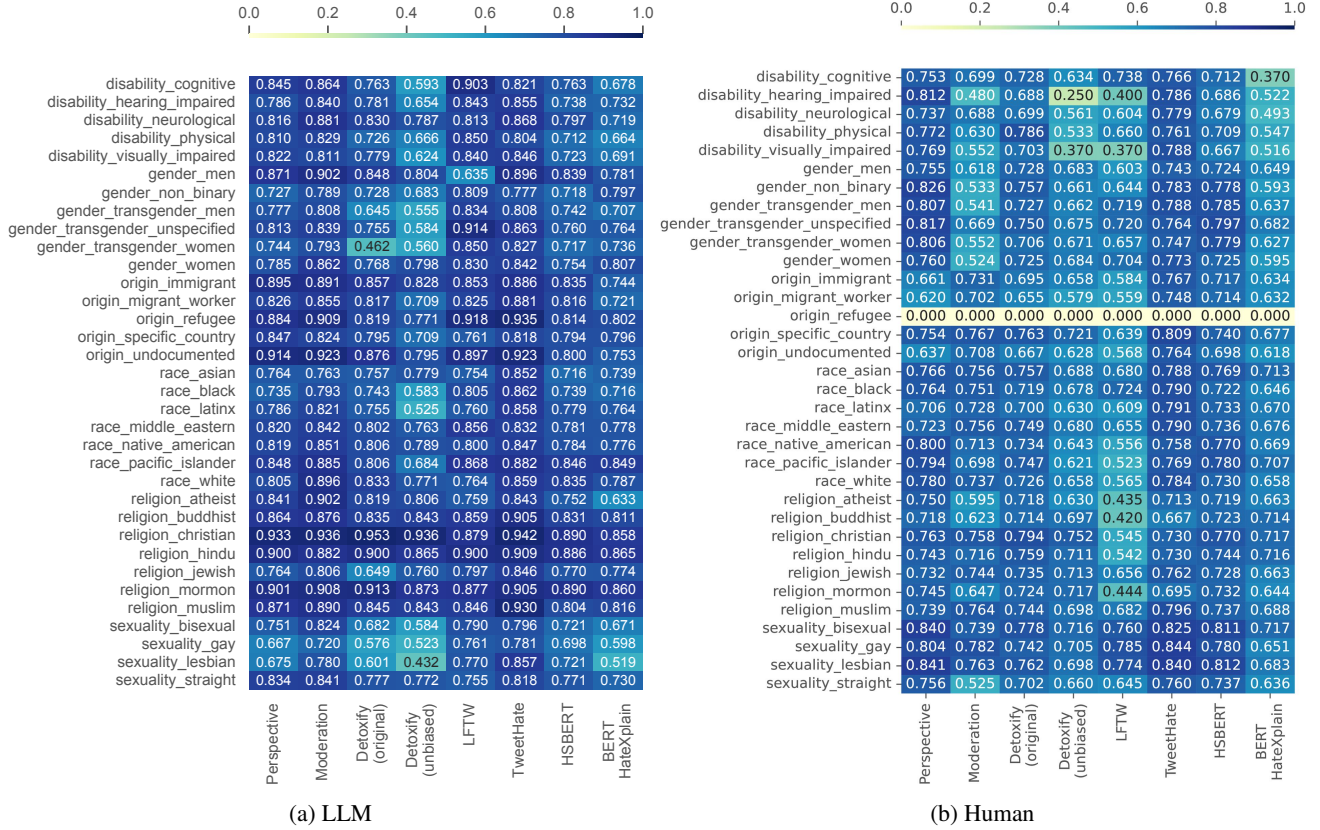 0.0 0.2 0.4 0.6 0.8 1.0
disability_cognitive 0.845 0.864 0.763 0.593 0.903 0.821 0.763 0.678
disability_hearing_impaired 0.786 0.840 0.781 0.654 0.843 0.855 0.738 0.732
disability_neurological 0.816 0.881 0.830 0.787 0.813 0.868 0.797 0.719
disability_physical 0.810 0.829 0.726 0.666 0.850 0.804 0.712 0.664
disability_visually_impaired 0.822 0.811 0.779 0.624 0.840 0.846 0.723 0.691
gender_men 0.871 0.902 0.848 0.804 0.635 0.896 0.839 0.781
gender_non_binary 0.727 0.789 0.728 0.683 0.809 0.777 0.718 0.797
gender_transgender_men 0.777 0.808 0.645 0.555 0.834 0.808 0.742 0.707
gender_transgender_unspecified 0.813 0.839 0.755 0.584 0.914 0.863 0.760 0.764
gender_transgender_women 0.744 0.793 0.462 0.560 0.850 0.827 0.717 0.736
gender_women 0.785 0.862 0.768 0.798 0.830 0.842 0.754 0.807
origin_immigrant 0.895 0.891 0.857 0.828 0.853 0.886 0.835 0.744
origin_migrant_worker 0.826 0.855 0.817 0.709 0.825 0.881 0.816 0.721
origin_refugee 0.884 0.909 0.819 0.771 0.918 0.935 0.814 0.802
origin_specific_country 0.847 0.824 0.795 0.709 0.761 0.818 0.794 0.796
origin_undocumented 0.914 0.923 0.876 0.795 0.897 0.923 0.800 0.753
race_asian 0.764 0.763 0.757 0.779 0.754 0.852 0.716 0.739
race_black 0.735 0.793 0.743 0.583 0.805 0.862 0.739 0.716
race_latinx 0.786 0.821 0.755 0.525 0.760 0.858 0.779 0.764
race_middle_eastern 0.820 0.842 0.802 0.763 0.856 0.832 0.781 0.778
race_native_american 0.819 0.851 0.806 0.789 0.800 0.847 0.784 0.776
race_pacific_islander 0.848 0.885 0.806 0.684 0.868 0.882 0.846 0.849
race_white 0.805 0.896 0.833 0.771 0.764 0.859 0.835 0.787
religion_atheist 0.841 0.902 0.819 0.806 0.759 0.843 0.752 0.633
religion_buddhist 0.864 0.876 0.835 0.843 0.859 0.905 0.831 0.811
religion_christian 0.933 0.936 0.953 0.936 0.879 0.942 0.890 0.858
religion_hindu 0.900 0.882 0.900 0.865 0.900 0.909 0.886 0.865
religion_jewish 0.764 0.806 0.649 0.760 0.797 0.846 0.770 0.774
religion_mormon 0.901 0.908 0.913 0.873 0.877 0.905 0.890 0.860
religion_muslim 0.871 0.890 0.845 0.843 0.846 0.930 0.804 0.816
sexuality_bisexual 0.751 0.824 0.682 0.584 0.790 0.796 0.721 0.671
sexuality_gay 0.667 0.720 0.576 0.523 0.761 0.781 0.698 0.598
sexuality_lesbian 0.675 0.780 0.601 0.432 0.770 0.857 0.721 0.519
sexuality_straight 0.834 0.841 0.777 0.772 0.755 0.818 0.771 0.730
Perspective
Moderation
Detoxify
(original)
Detoxify
(unbiased)
LFTW
TweetHate
HSBERT
BERT
HateXplain
(a) LLM
0.0 0.2 0.4 0.6 0.8 1.0
disability_cognitive 0.753 0.699 0.728 0.634 0.738 0.766 0.712 0.370
disability_hearing_impaired 0.812 0.480 0.688 0.250 0.400 0.786 0.686 0.522
disability_neurological 0.737 0.688 0.699 0.561 0.604 0.779 0.679 0.493
disability_physical 0.772 0.630 0.786 0.533 0.660 0.761 0.709 0.547
disability_visually_impaired 0.769 0.552 0.703 0.370 0.370 0.788 0.667 0.516
gender_men 0.755 0.618 0.728 0.683 0.603 0.743 0.724 0.649
gender_non_binary 0.826 0.533 0.757 0.661 0.644 0.783 0.778 0.593
gender_transgender_men 0.807 0.541 0.727 0.662 0.719 0.788 0.785 0.637
gender_transgender_unspecified 0.817 0.669 0.750 0.675 0.720 0.764 0.797 0.682
gender_transgender_women 0.806 0.552 0.706 0.671 0.657 0.747 0.779 0.627
gender_women 0.760 0.524 0.725 0.684 0.704 0.773 0.725 0.595
origin_immigrant 0.661 0.731 0.695 0.658 0.584 0.767 0.717 0.634
origin_migrant_worker 0.620 0.702 0.655 0.579 0.559 0.748 0.714 0.632
origin_refugee 0.000 0.000 0.000 0.000 0.000 0.000 0.000 0.000
origin_specific_country 0.754 0.767 0.763 0.721 0.639 0.809 0.740 0.677
origin_undocumented 0.637 0.708 0.667 0.628 0.568 0.764 0.698 0.618
race_asian 0.766 0.756 0.757 0.688 0.680 0.788 0.769 0.713
race_black 0.764 0.751 0.719 0.678 0.724 0.790 0.722 0.646
race_latinx 0.706 0.728 0.700 0.630 0.609 0.791 0.733 0.670
race_middle_eastern 0.723 0.756 0.749 0.680 0.655 0.790 0.736 0.676
race_native_american 0.800 0.713 0.734 0.643 0.556 0.758 0.770 0.669
race_pacific_islander 0.794 0.698 0.747 0.621 0.523 0.769 0.780 0.707
race_white 0.780 0.737 0.726 0.658 0.565 0.784 0.730 0.658
religion_atheist 0.750 0.595 0.718 0.630 0.435 0.713 0.719 0.663
religion_buddhist 0.718 0.623 0.714 0.697 0.420 0.667 0.723 0.714
religion_christian 0.763 0.758 0.794 0.752 0.545 0.730 0.770 0.717
religion_hindu 0.743 0.716 0.759 0.711 0.542 0.730 0.744 0.716
religion_jewish 0.732 0.744 0.735 0.713 0.656 0.762 0.728 0.663
religion_mormon 0.745 0.647 0.724 0.717 0.444 0.695 0.732 0.644
religion_muslim 0.739 0.764 0.744 0.698 0.682 0.796 0.737 0.688
sexuality_bisexual 0.840 0.739 0.778 0.716 0.760 0.825 0.811 0.717
sexuality_gay 0.804 0.782 0.742 0.705 0.785 0.844 0.780 0.651
sexuality_lesbian 0.841 0.763 0.762 0.698 0.774 0.840 0.812 0.683
sexuality_straight 0.756 0.525 0.702 0.660 0.645 0.760 0.737 0.636
Perspective
Moderation
Detoxify
(original)
Detoxify
(unbiased)
LFTW
TweetHate
HSBERT
BERT
HateXplain
(b) Human